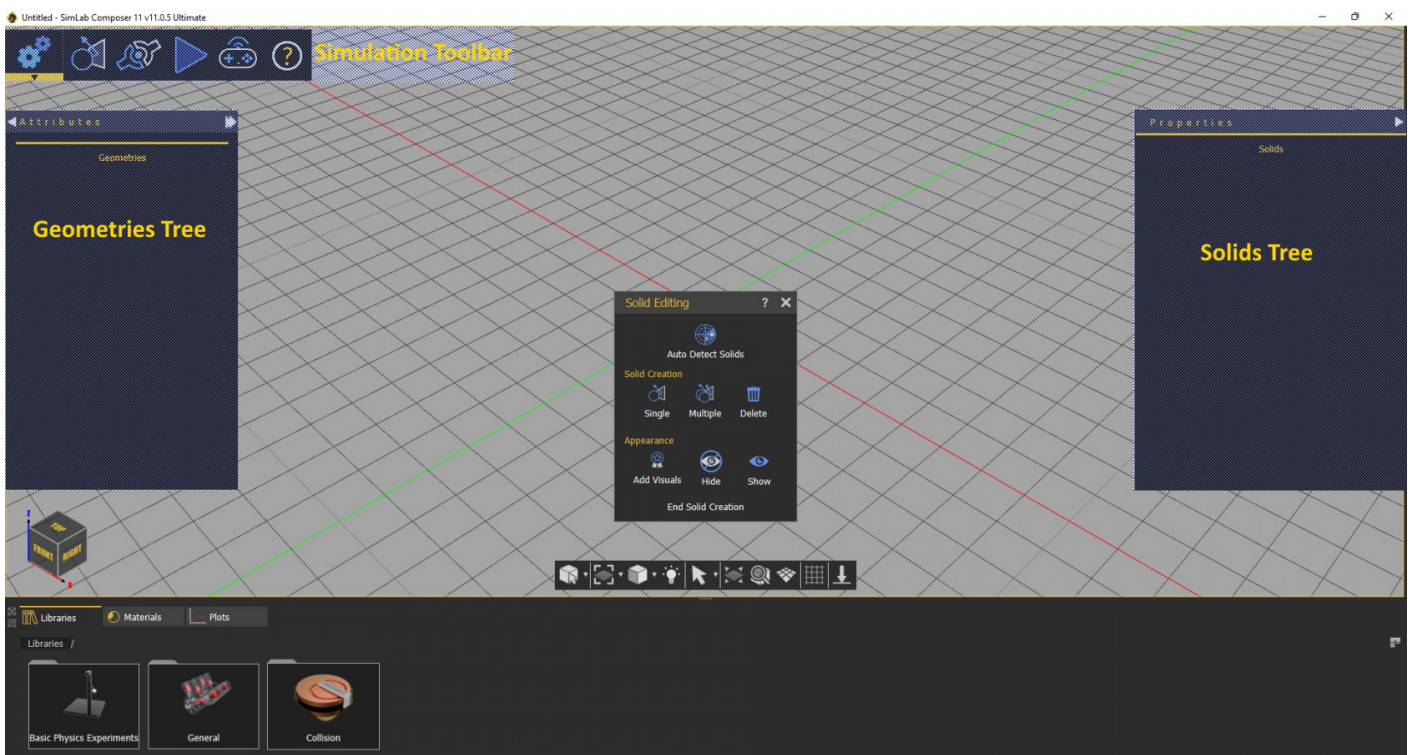 Untitled - SimLab Composer 11 v11.0.5 Ultimate
?
Simulation Toolbar
Attributes
Geometries
Geometries Tree
Properties
Solids
Solids Tree
Solid Editing ?
Auto Detect Solids
Solid Creation
Single Multiple Delete
Appearance
Add Visuals Hide Show
End Solid Creation
Z
TOP
FRONT RIGHT
X
Libraries Materials Plots
Libraries /
Basic Physics Experiments General Collision